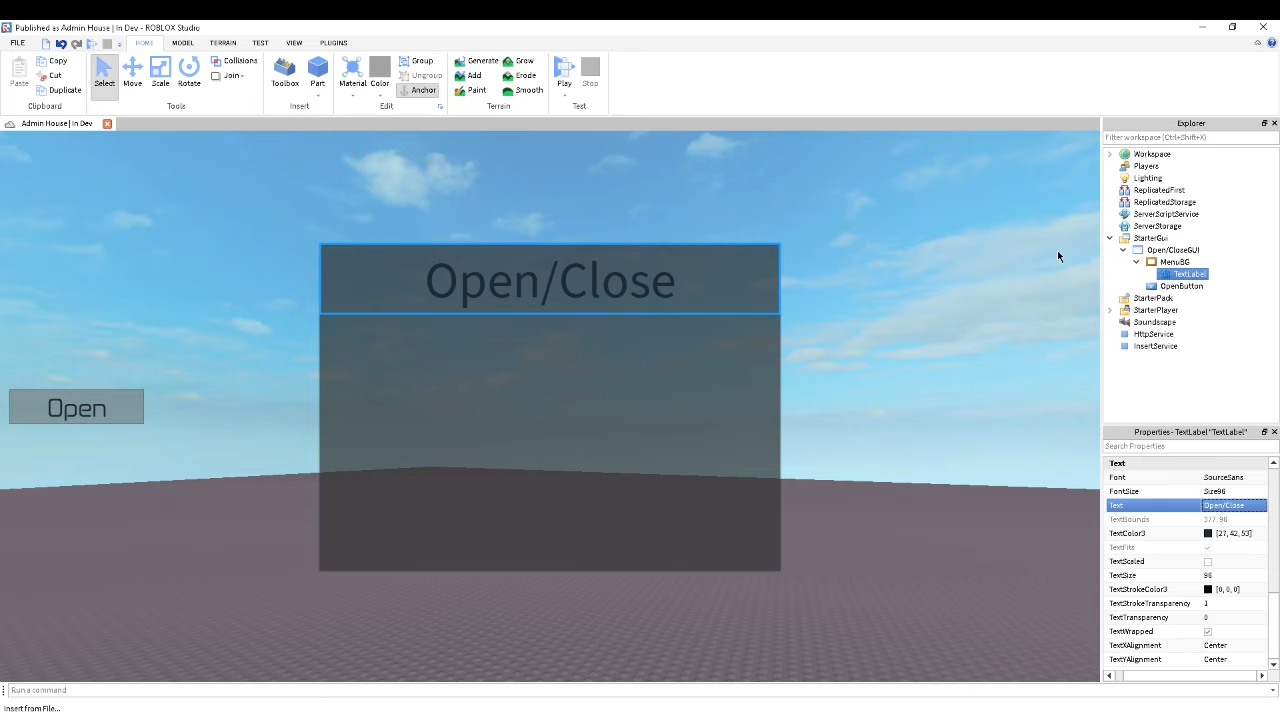 Published as Admin House | In Dev - ROBLOX Studio
FILE HOME MODEL TERRAIN TEST VIEW PLUGINS
Paste Copy Cut Duplicate
Clipboard
Select Move Scale Rotate Collisions Join
Tools
Toolbox Part
Insert
Material Color Group Ungroup Anchor
Edit
Generate Grow
Add Erode
Paint Smooth
Terrain
Play Stop
Test
Admin House | In Dev
Open/Close
Open
Explorer
Filter workspace (Ctrl+Shift+X)
Workspace
Players
Lighting
ReplicatedFirst
ReplicatedStorage
ServerScriptService
ServerStorage
StarterGui
Open/CloseGUI
MenuBG
TextLabel
OpenButton
StarterPack
StarterPlayer
Soundscape
HttpService
InsertService
Properties - TextLabel "TextLabel"
Search Properties
Text
Font SourceSans
FontSize Size96
Text Open/Close
TextBounds 377, 96
TextColor3 [27, 42, 53]
TextFits
TextScaled
TextSize 96
TextStrokeColor3 [0, 0, 0]
TextStrokeTransparency 1
TextTransparency 0
TextWrapped
TextXAlignment Center
TextYAlignment Center
Run a command
Insert from File...